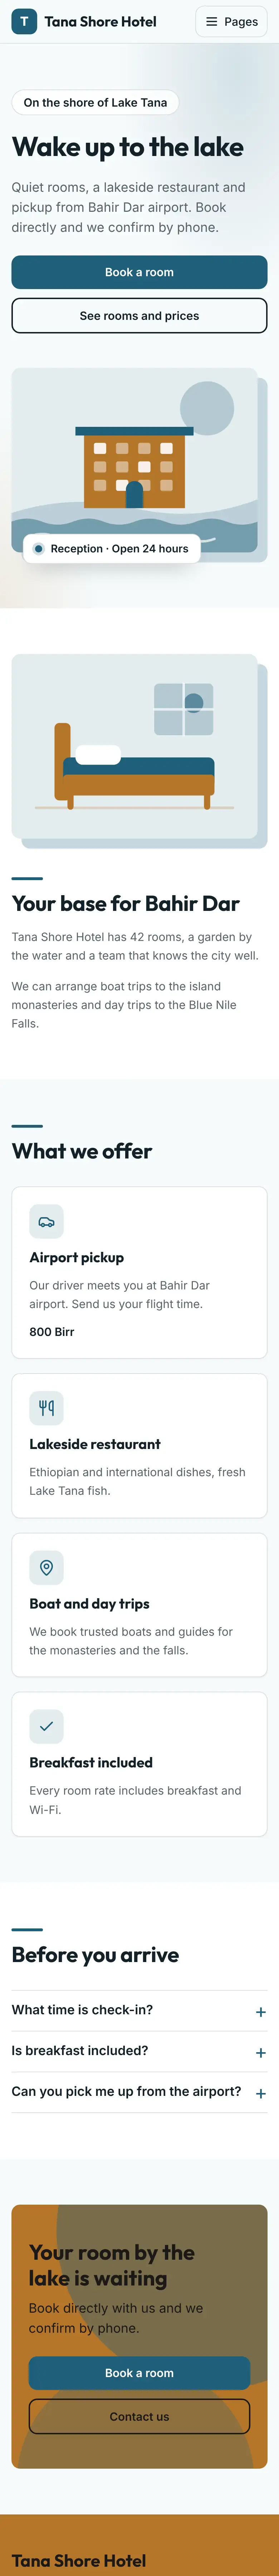 T Tana Shore Hotel
Pages
On the shore of Lake Tana
Wake up to the lake
Quiet rooms, a lakeside restaurant and
pickup from Bahir Dar airport. Book
directly and we confirm by phone.
Book a room
See rooms and prices
Reception · Open 24 hours
Your base for Bahir Dar
Tana Shore Hotel has 42 rooms, a garden by
the water and a team that knows the city well.
We can arrange boat trips to the island
monasteries and day trips to the Blue Nile
Falls.
What we offer
Airport pickup
Our driver meets you at Bahir Dar
airport. Send us your flight time.
800 Birr
Lakeside restaurant
Ethiopian and international dishes, fresh
Lake Tana fish.
Boat and day trips
We book trusted boats and guides for
the monasteries and the falls.
Breakfast included
Every room rate includes breakfast and
Wi-Fi.
Before you arrive
What time is check-in?
Is breakfast included?
Can you pick me up from the airport?
Your room by the
lake is waiting
Book directly with us and we
confirm by phone.
Book a room
Contact us
Tana Shore Hotel